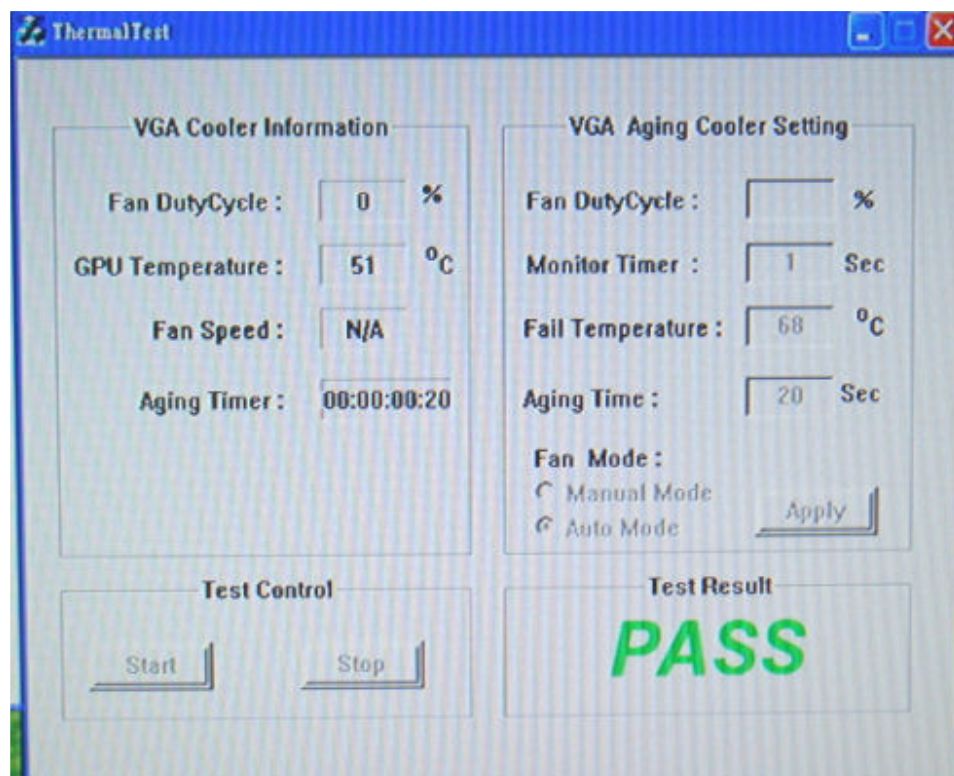 ThermalTest
VGA Cooler Information
Fan DutyCycle : 0 %
GPU Temperature : 51 ºC
Fan Speed : N/A
Aging Timer : 00:00:00:20
VGA Aging Cooler Setting
Fan DutyCycle : %
Monitor Timer : 1 Sec
Fail Temperature : 68 ºC
Aging Time : 20 Sec
Fan Mode :
Manual Mode
Auto Mode
Apply
Test Control
Start Stop
Test Result
PASS